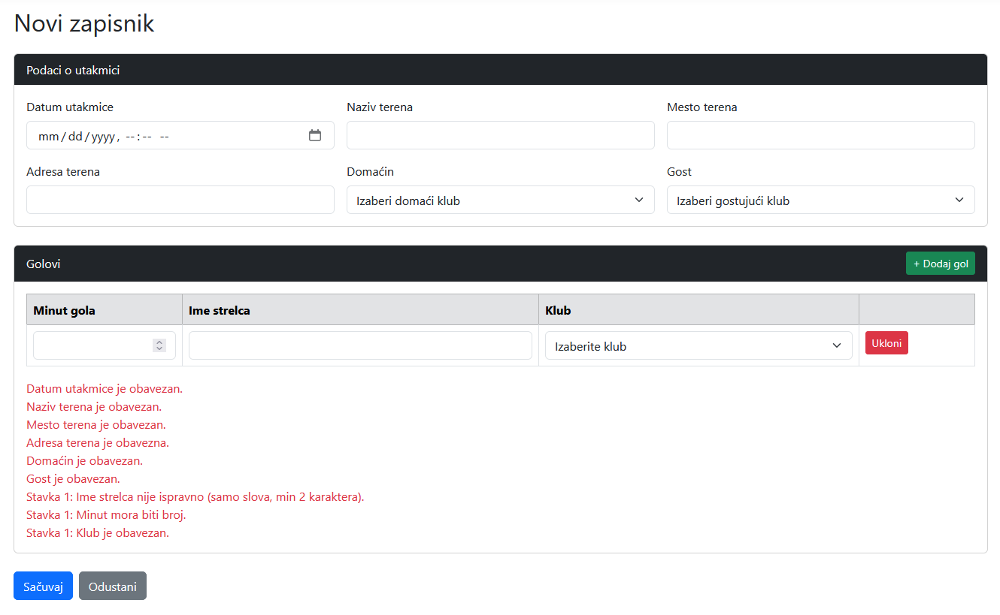 Novi zapisnik
Podaci o utakmici
Datum utakmice Naziv terena Mesto terena
mm/dd/yyyy, --:-- --
Adresa terena Domaćin Gost
Izaberi domaći klub Izaberi gostujući klub
Golovi + Dodaj gol
Minut gola Ime strelca Klub
Izaberite klub Ukloni
Datum utakmice je obavezan.
Naziv terena je obavezan.
Mesto terena je obavezan.
Adresa terena je obavezna.
Domaćin je obavezan.
Gost je obavezan.
Stavka 1: Ime strelca nije ispravno (samo slova, min 2 karaktera).
Stavka 1: Minut mora biti broj.
Stavka 1: Klub je obavezan.
Sačuvaj Odustani